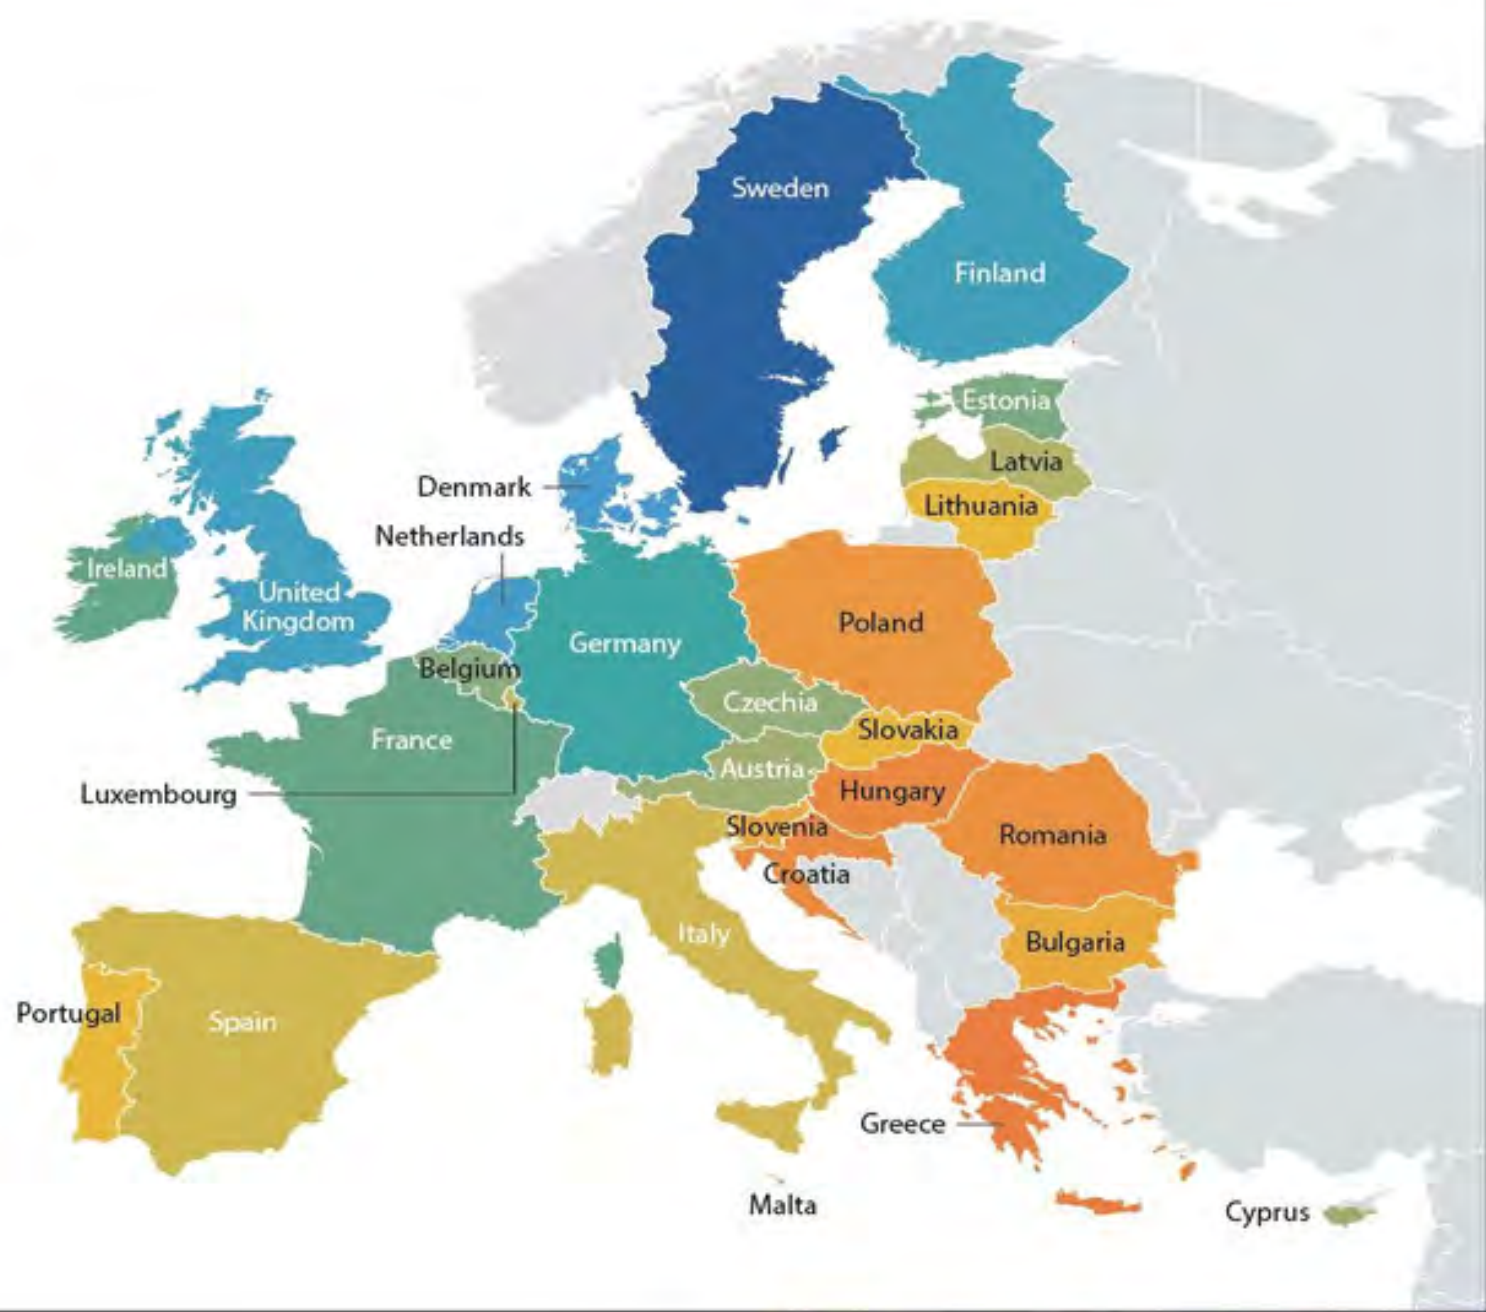 Sweden
Finland
Estonia
Latvia
Denmark
Lithuania
Netherlands
Ireland
United
Kingdom
Poland
Germany
Belgium
Czechia
Slovakia
France
Austria
Luxembourg
Hungary
Slovenia
Romania
Croatia
Italy
Bulgaria
Portugal
Spain
Greece
Malta
Cyprus